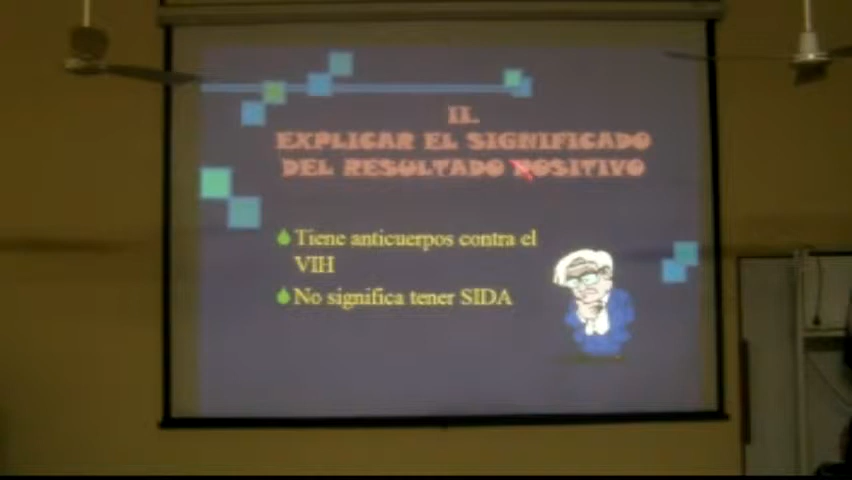 II.
EXPLICAR EL SIGNIFICADO
DEL RESULTADO POSITIVO
Tiene anticuerpos contra el
VIH
No significa tener SIDA